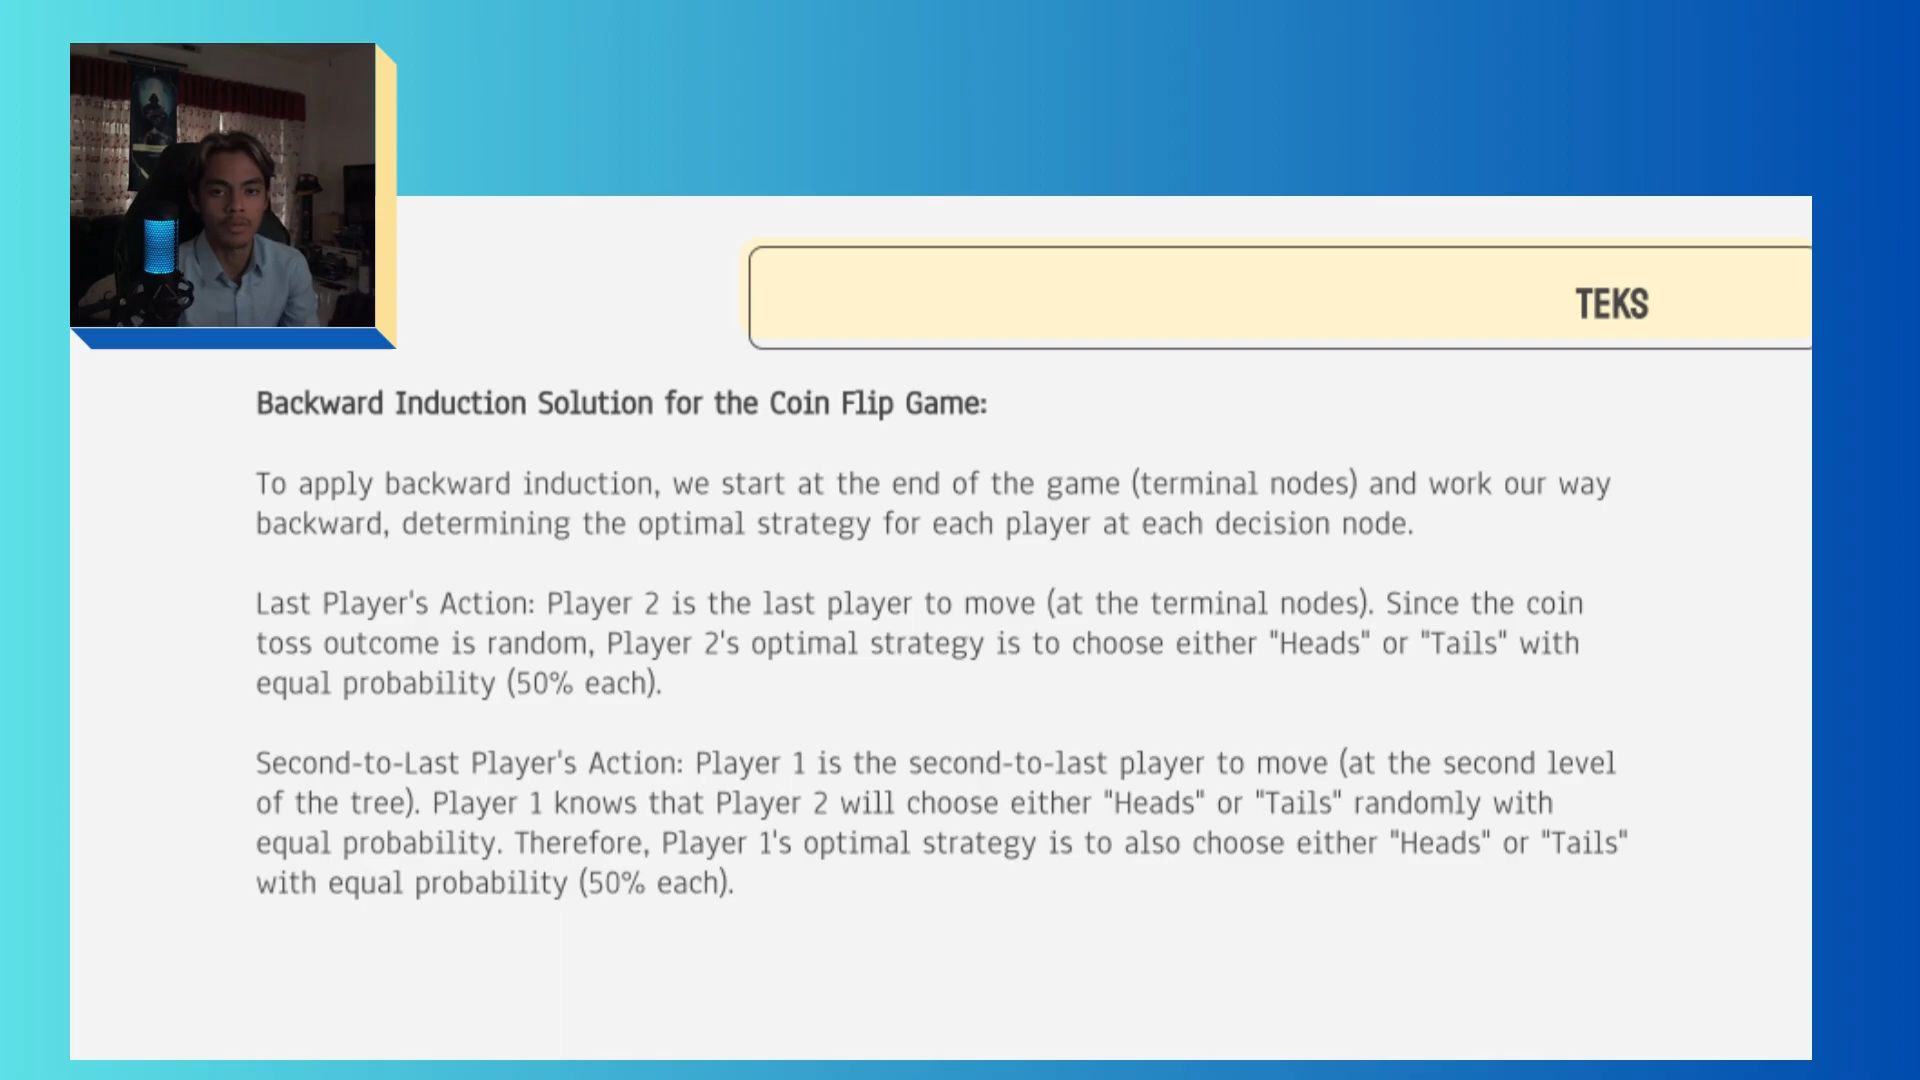 TEKS
Backward Induction Solution for the Coin Flip Game:
To apply backward induction, we start at the end of the game (terminal nodes) and work our way
backward, determining the optimal strategy for each player at each decision node.
Last Player's Action: Player 2 is the last player to move (at the terminal nodes). Since the coin
toss outcome is random, Player 2's optimal strategy is to choose either "Heads" or "Tails" with
equal probability (50% each).
Second-to-Last Player's Action: Player 1 is the second-to-last player to move (at the second level
of the tree). Player 1 knows that Player 2 will choose either "Heads" or "Tails" randomly with
equal probability. Therefore, Player 1's optimal strategy is to also choose either "Heads" or "Tails"
with equal probability (50% each).